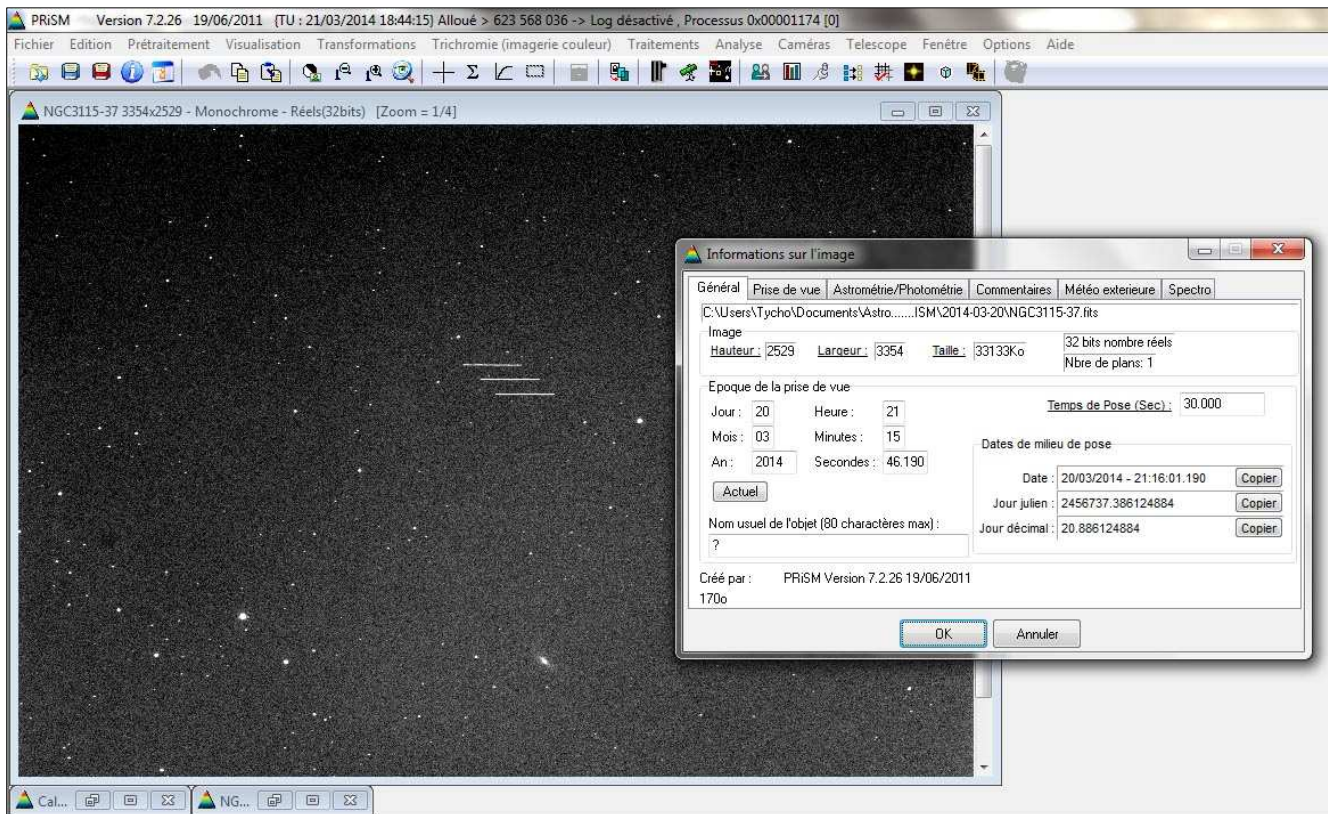 PRiSM Version 7.2.26 19/06/2011 {TU : 21/03/2014 18:44:15} Alloué > 623 568 036 -> Log désactivé , Processus 0x00001174 [0]
Fichier Edition Prétraitement Visualisation Transformations Trichromie (imagerie couleur) Traitements Analyse Caméras Telescope Fenêtre Options Aide
NGC3115-37 3354x2529 - Monochrome - Réels(32bits) [Zoom = 1/4]
Informations sur l'image
Général Prise de vue Astrométrie/Photométrie Commentaires Météo exterieure Spectro
C:\Users\Tycho\Documents\Astro.......ISM\2014-03-20\NGC3115-37.fits
Image
Hauteur : 2529 Largeur : 3354 Taille : 33133Ko
32 bits nombre réels
Nbre de plans: 1
Epoque de la prise de vue
Jour : 20 Heure : 21
Mois : 03 Minutes : 15
An : 2014 Secondes : 46.190
Actuel
Temps de Pose (Sec) : 30.000
Dates de milieu de pose
Date : 20/03/2014 - 21:16:01.190 Copier
Jour julien : 2456737.386124884 Copier
Jour décimal : 20.886124884 Copier
Nom usuel de l'objet (80 charactères max) :
?
Créé par : PRiSM Version 7.2.26 19/06/2011
170o
OK Annuler
Cal... NG...